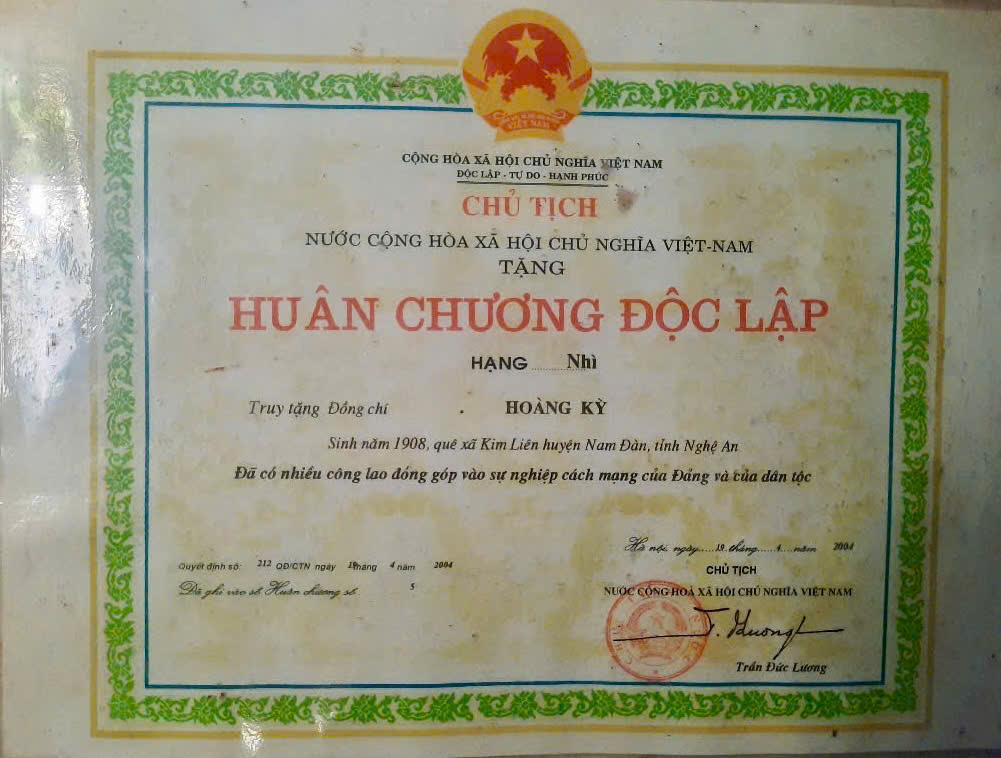 VIỆT NAM
CỘNG HÒA XÃ HỘI CHỦ NGHĨA VIỆT NAM
ĐỘC LẬP - TỰ DO - HẠNH PHÚC
CHỦ TỊCH
NƯỚC CỘNG HÒA XÃ HỘI CHỦ NGHĨA VIỆT-NAM
TẶNG
HUÂN CHƯƠNG ĐỘC LẬP
HẠNG ........ Nhì
Truy tặng Đồng chí . HOÀNG KỲ
Sinh năm 1908, quê xã Kim Liên huyện Nam Đàn, tỉnh Nghệ An
Đã có nhiều công lao đóng góp vào sự nghiệp cách mạng của Đảng và của dân tộc
Hà nội, ngày.....19.tháng.....4....năm 2004
CHỦ TỊCH
NƯỚC CỘNG HOÀ XÃ HỘI CHỦ NGHĨA VIỆT NAM
Trần Đức Lương
Quyết định số: 212 QĐ/CTN ngày 19tháng 4 năm 2004
Đã ghi vào sổ Huân chương số 5